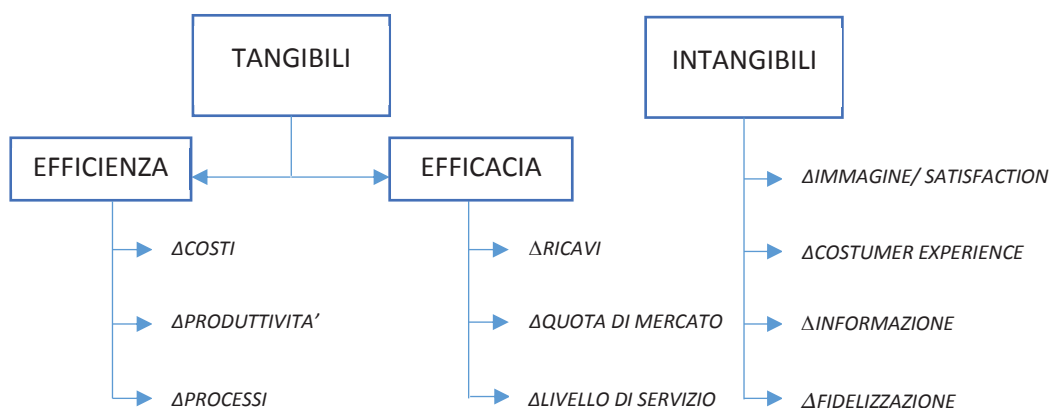 TANGIBILI
INTANGIBILI
EFFICIENZA
EFFICACIA
ΔIMMAGINE/ SATISFACTION
ΔCOSTI
ΔRICAVI
ΔCOSTUMER EXPERIENCE
ΔPRODUTTIVITA’
ΔQUOTA DI MERCATO
ΔINFORMAZIONE
ΔPROCESSI
ΔLIVELLO DI SERVIZIO
ΔFIDELIZZAZIONE